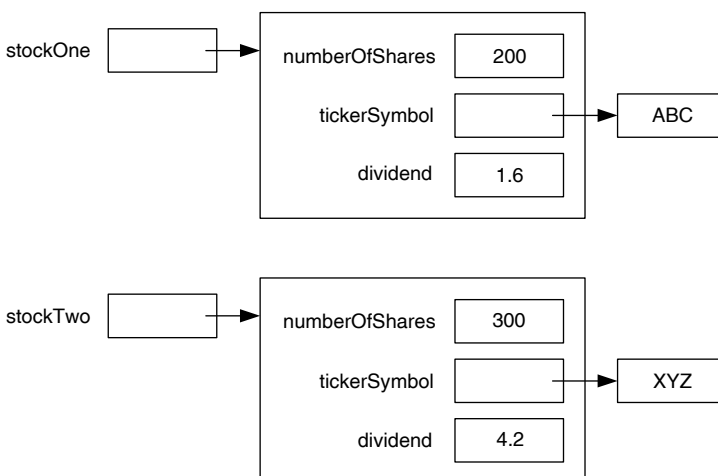 stockOne
numberOfShares 200
tickerSymbol ABC
dividend 1.6
stockTwo
numberOfShares 300
tickerSymbol XYZ
dividend 4.2